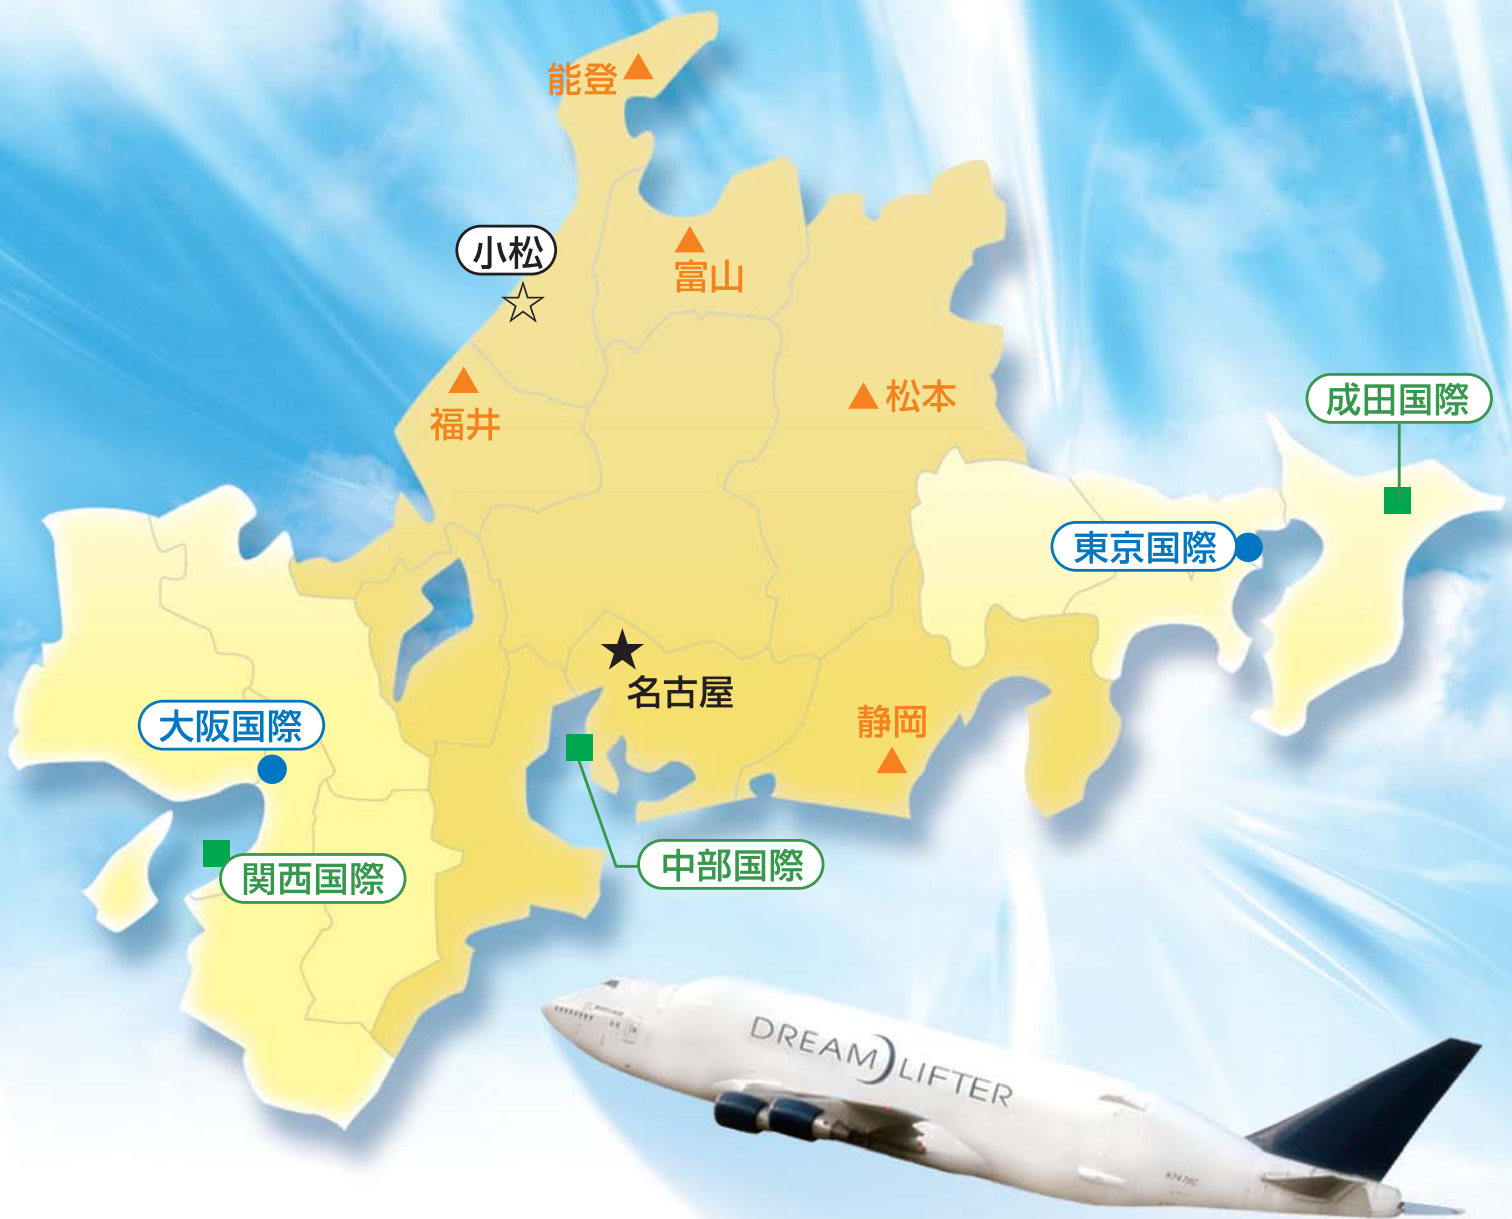 能登
小松
富山
福井
松本
成田国際
東京国際
名古屋
大阪国際
静岡
中部国際
関西国際
DREAM LIFTER